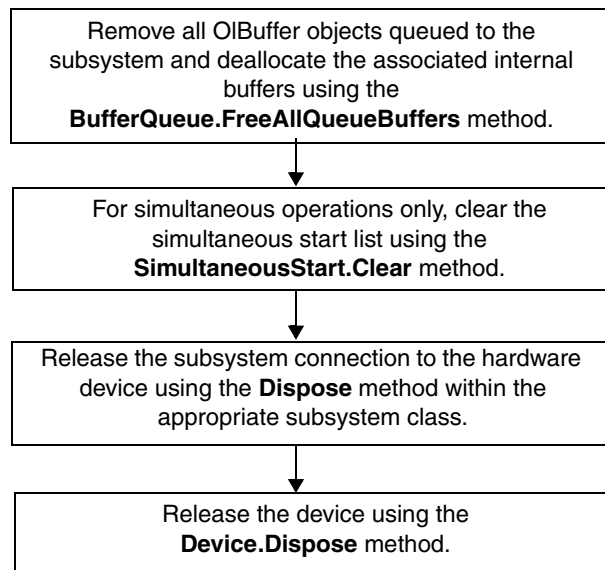 Remove all OlBuffer objects queued to the
subsystem and deallocate the associated internal
buffers using the
BufferQueue.FreeAllQueueBuffers method.
For simultaneous operations only, clear the
simultaneous start list using the
SimultaneousStart.Clear method.
Release the subsystem connection to the hardware
device using the Dispose method within the
appropriate subsystem class.
Release the device using the
Device.Dispose method.